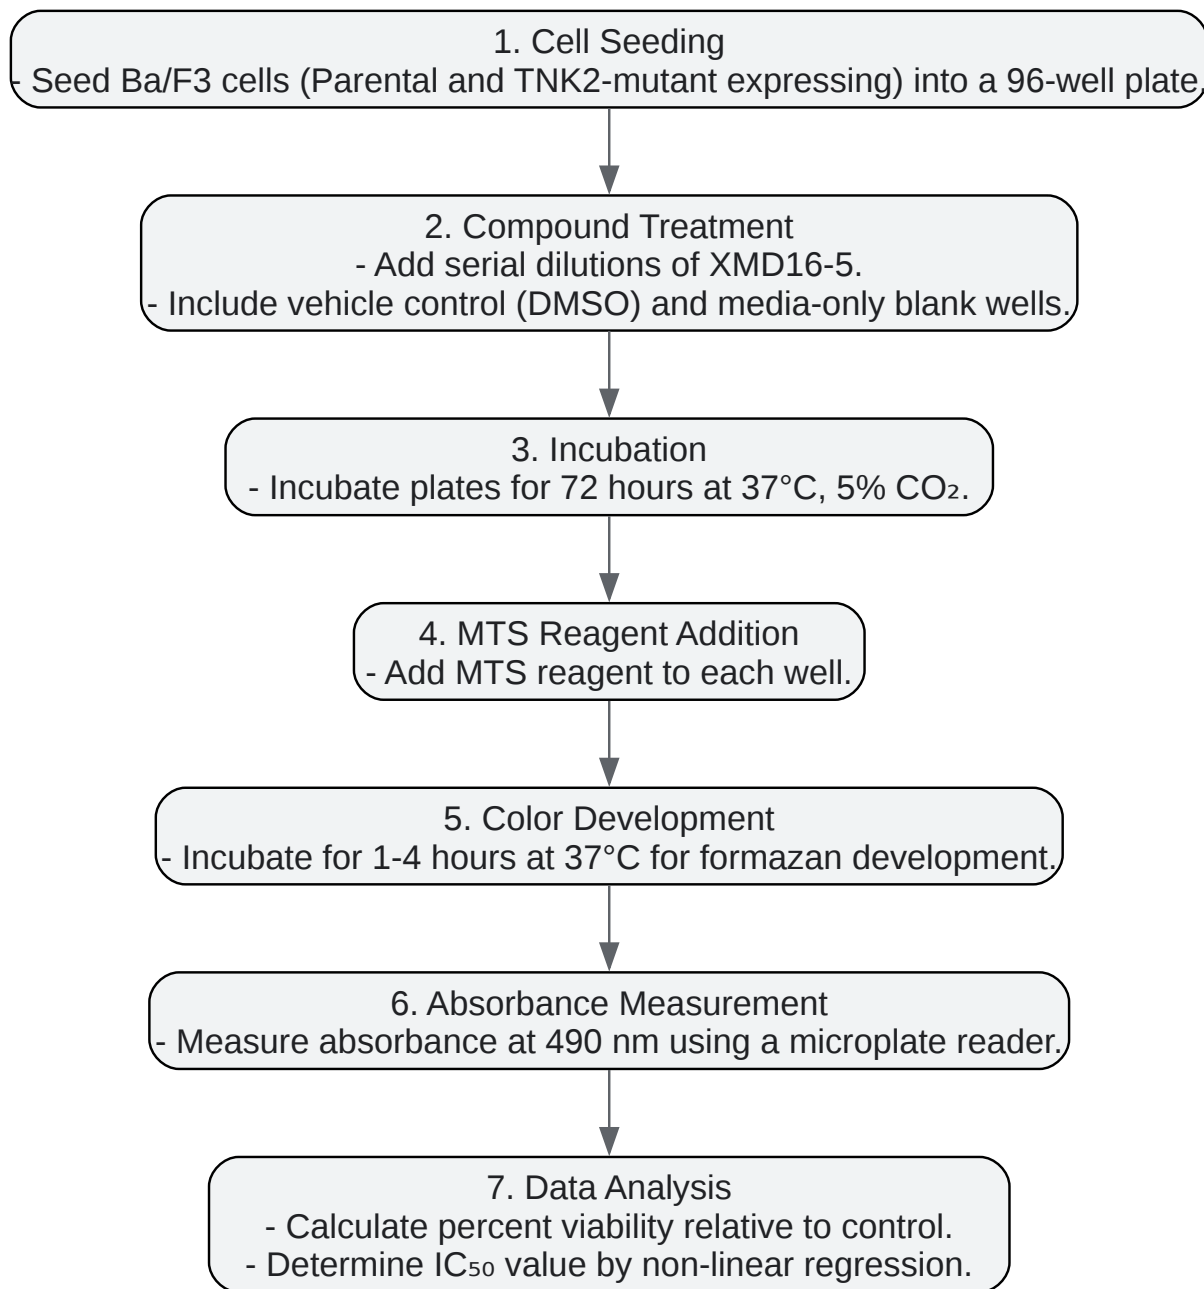 1. Cell Seeding
- Seed Ba/F3 cells (Parental and TNK2-mutant expressing) into a 96-well plate.
2. Compound Treatment
- Add serial dilutions of XMD16-5.
- Include vehicle control (DMSO) and media-only blank wells.
3. Incubation
- Incubate plates for 72 hours at 37°C, 5% CO₂.
4. MTS Reagent Addition
- Add MTS reagent to each well.
5. Color Development
- Incubate for 1-4 hours at 37°C for formazan development.
6. Absorbance Measurement
- Measure absorbance at 490 nm using a microplate reader.
7. Data Analysis
- Calculate percent viability relative to control.
- Determine IC₅₀ value by non-linear regression.